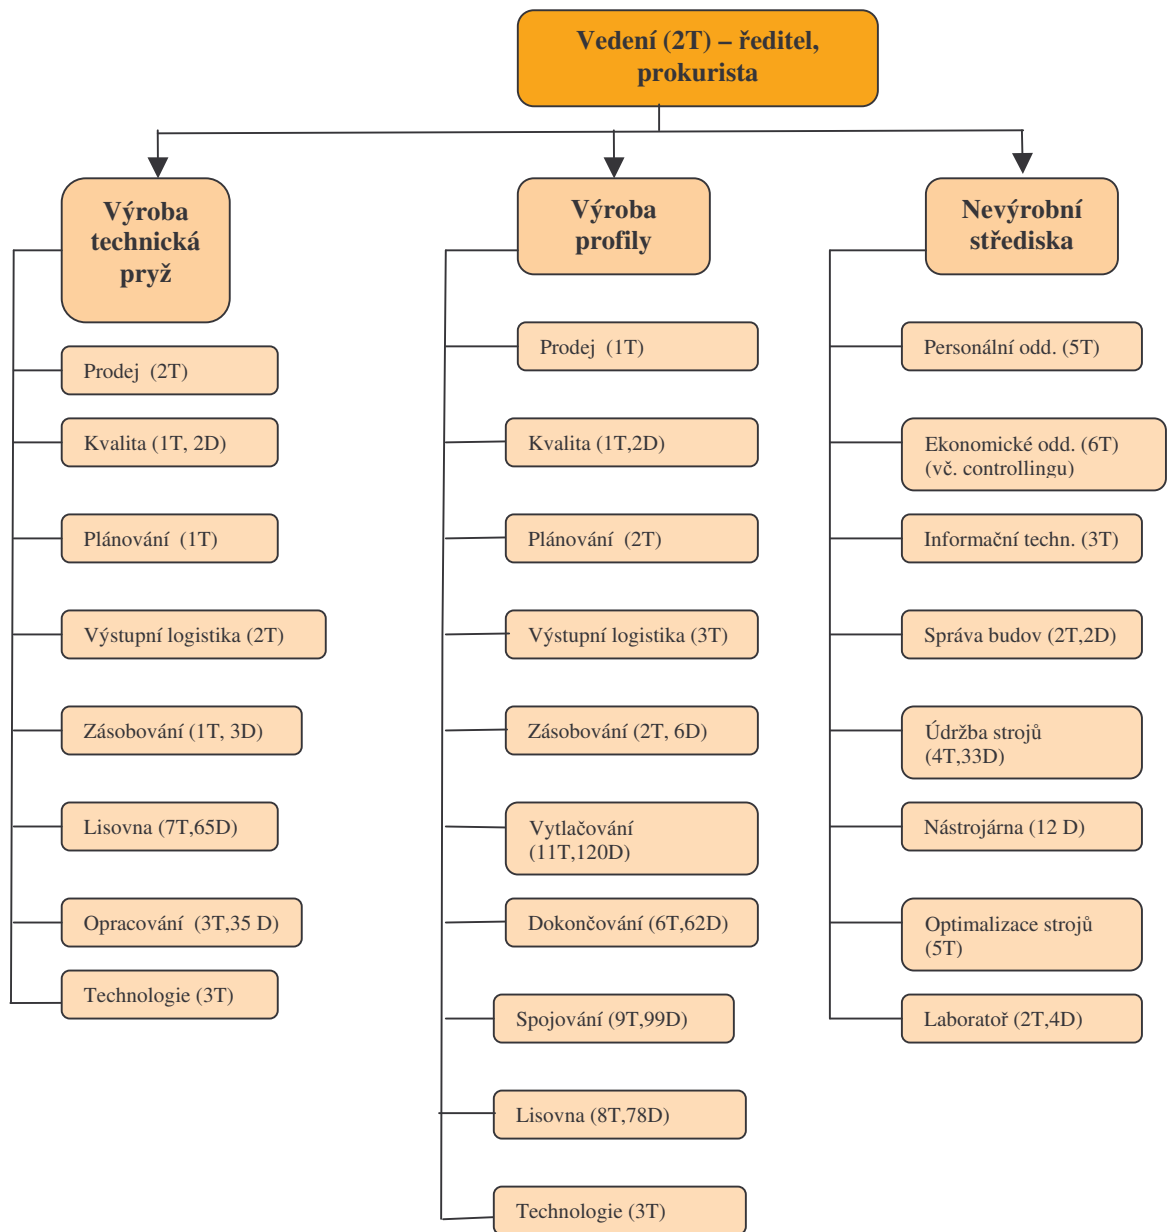 Vedení (2T) – ředitel,
prokurista
Výroba
technická
pryž
Prodej  (2T)
Kvalita (1T, 2D)
Plánování  (1T)
Výstupní logistika (2T)
Zásobování (1T, 3D)
Lisovna (7T,65D)
Opracování  (3T,35 D)
Technologie (3T)
Výroba
profily
Prodej  (1T)
Kvalita (1T,2D)
Plánování  (2T)
Výstupní logistika (3T)
Zásobování (2T, 6D)
Vytlačování
(11T,120D)
Dokončování (6T,62D)
Spojování (9T,99D)
Lisovna (8T,78D)
Technologie (3T)
Nevýrobní
střediska
Personální odd. (5T)
Ekonomické odd. (6T)
(vč. controllingu)
Informační techn. (3T)
Správa budov (2T,2D)
Údržba strojů
(4T,33D)
Nástrojárna (12 D)
Optimalizace strojů
(5T)
Laboratoř (2T,4D)